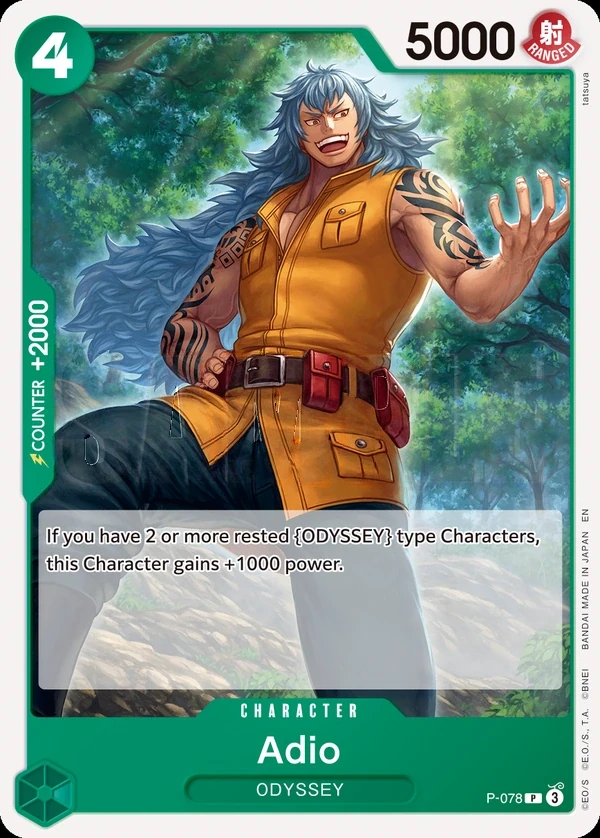 4
5000
射
RANGED
tatsuya
COUNTER +2000
If you have 2 or more rested {ODYSSEY} type Characters,
this Character gains +1000 power.
CHARACTER
Adio
ODYSSEY
P-078 P 3
©EO/S ©E.O./S., T.A. ©BNEI BANDAI MADE IN JAPAN EN